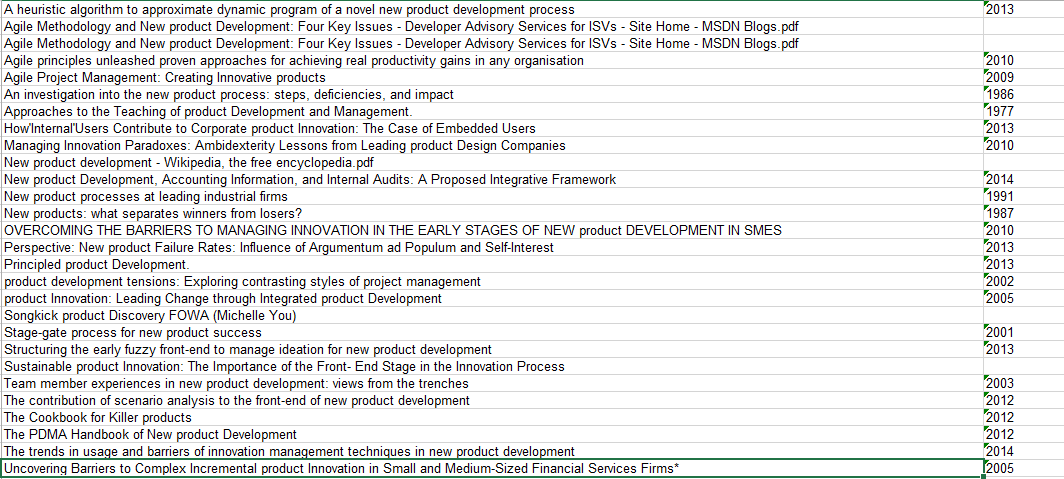 A heuristic algorithm to approximate dynamic program of a novel new product development process 2013
Agile Methodology and New product Development: Four Key Issues - Developer Advisory Services for ISVs - Site Home - MSDN Blogs.pdf
Agile Methodology and New product Development: Four Key Issues - Developer Advisory Services for ISVs - Site Home - MSDN Blogs.pdf
Agile principles unleashed proven approaches for achieving real productivity gains in any organisation 2010
Agile Project Management: Creating Innovative products 2009
An investigation into the new product process: steps, deficiencies, and impact 1986
Approaches to the Teaching of product Development and Management. 1977
How'Internal'Users Contribute to Corporate product Innovation: The Case of Embedded Users 2013
Managing Innovation Paradoxes: Ambidexterity Lessons from Leading product Design Companies 2010
New product development - Wikipedia, the free encyclopedia.pdf
New product Development, Accounting Information, and Internal Audits: A Proposed Integrative Framework 2014
New product processes at leading industrial firms 1991
New products: what separates winners from losers? 1987
OVERCOMING THE BARRIERS TO MANAGING INNOVATION IN THE EARLY STAGES OF NEW product DEVELOPMENT IN SMES 2010
Perspective: New product Failure Rates: Influence of Argumentum ad Populum and Self-Interest 2013
Principled product Development. 2013
product development tensions: Exploring contrasting styles of project management 2002
product Innovation: Leading Change through Integrated product Development 2005
Songkick product Discovery FOWA (Michelle You)
Stage-gate process for new product success 2001
Structuring the early fuzzy front-end to manage ideation for new product development 2013
Sustainable product Innovation: The Importance of the Front- End Stage in the Innovation Process
Team member experiences in new product development: views from the trenches 2003
The contribution of scenario analysis to the front-end of new product development 2012
The Cookbook for Killer products 2012
The PDMA Handbook of New product Development 2012
The trends in usage and barriers of innovation management techniques in new product development 2014
Uncovering Barriers to Complex Incremental product Innovation in Small and Medium-Sized Financial Services Firms* 2005